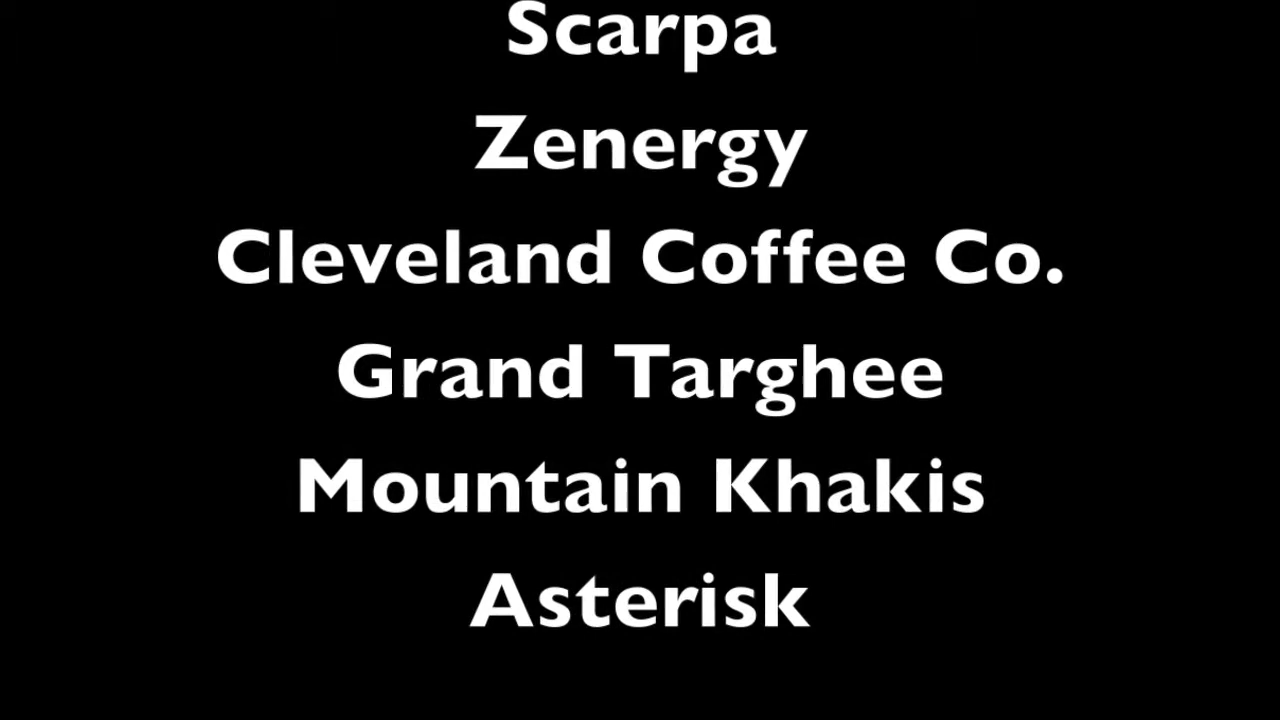 Scarpa
Zenergy
Cleveland Coffee Co.
Grand Targhee
Mountain Khakis
Asterisk